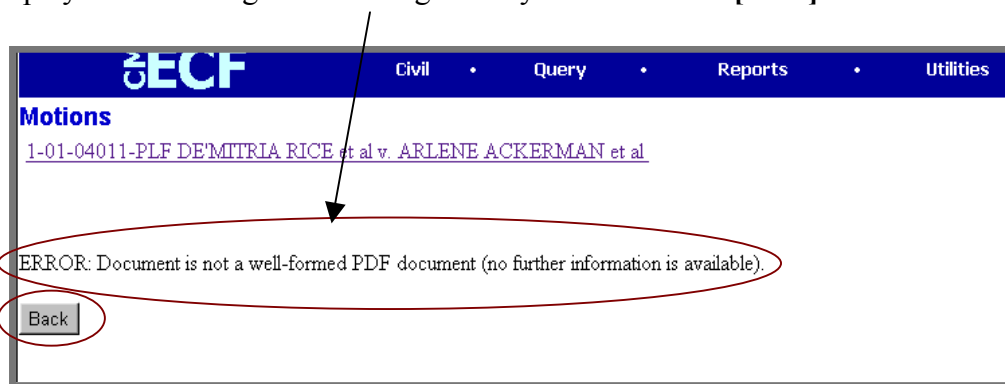 CM
ECF Civil • Query • Reports • Utilities
Motions
1-01-04011-PLF DE'MITRIA RICE et al v. ARLENE ACKERMAN et al
ERROR: Document is not a well-formed PDF document (no further information is available).
Back